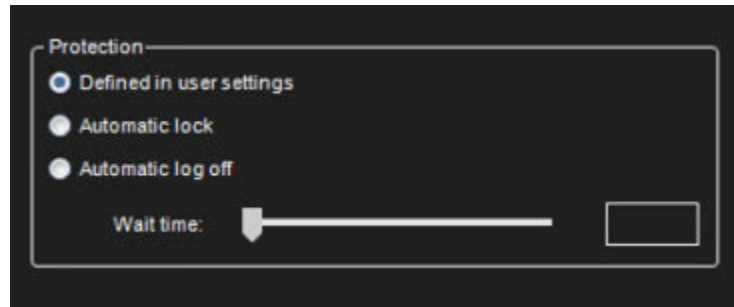 Protection
Defined in user settings
Automatic lock
Automatic log off
Wait time: